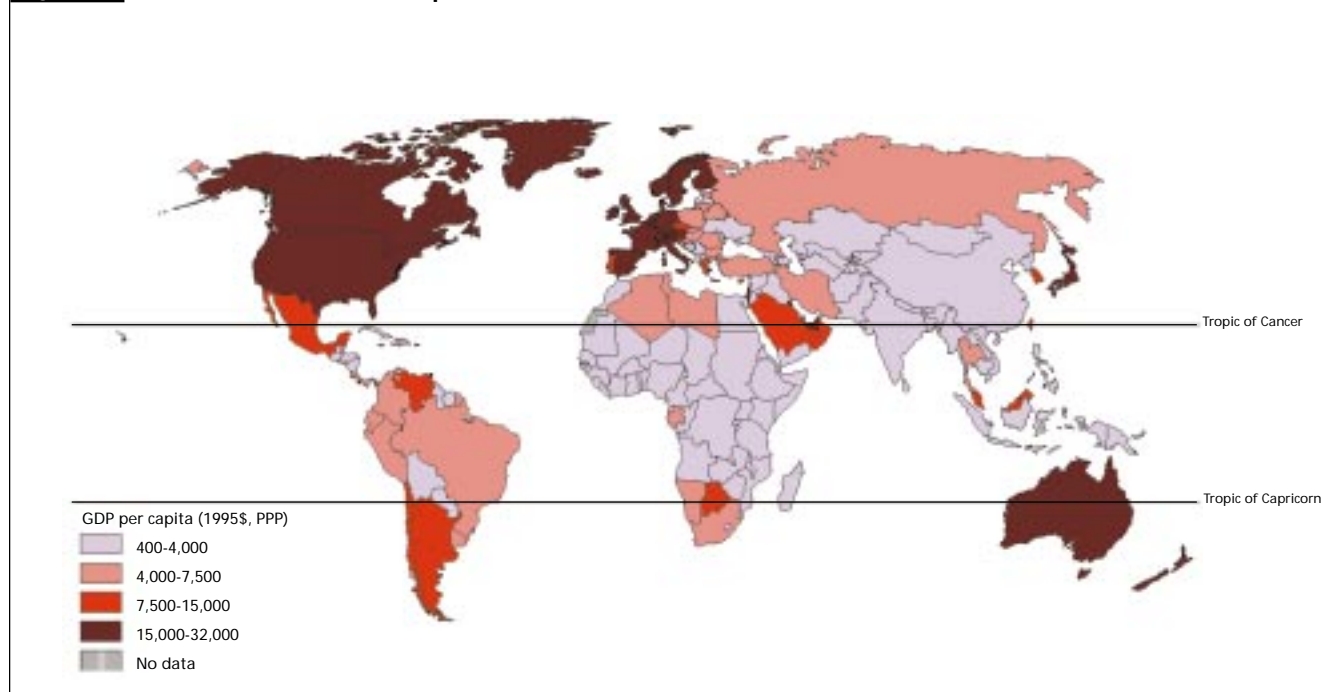 Tropic of Cancer
Tropic of Capricorn
GDP per capita (1995$, PPP)
400-4,000
4,000-7,500
7,500-15,000
15,000-32,000
No data